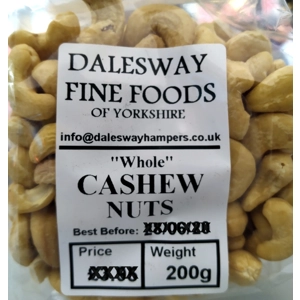 DALESWAY
FINE FOODS
OF YORKSHIRE
info@daleswayhampers.co.uk
"Whole"
CASHEW
NUTS
Best Before:
Price Weight
200g